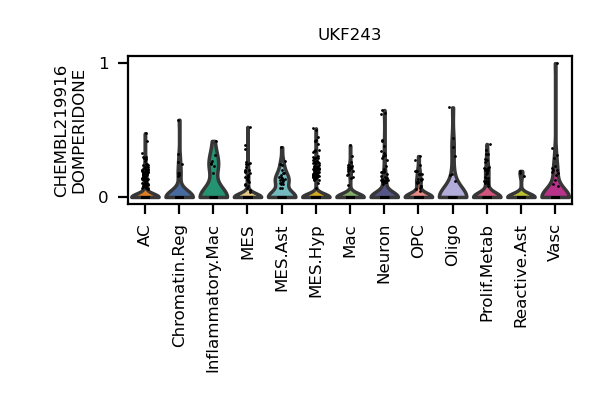 UKF243
CHEMBL219916
DOMPERIDONE
1
0
AC
Chromatin.Reg
Inflammatory.Mac
MES
MES.Ast
MES.Hyp
Mac
Neuron
OPC
Oligo
Prolif.Metab
Reactive.Ast
Vasc